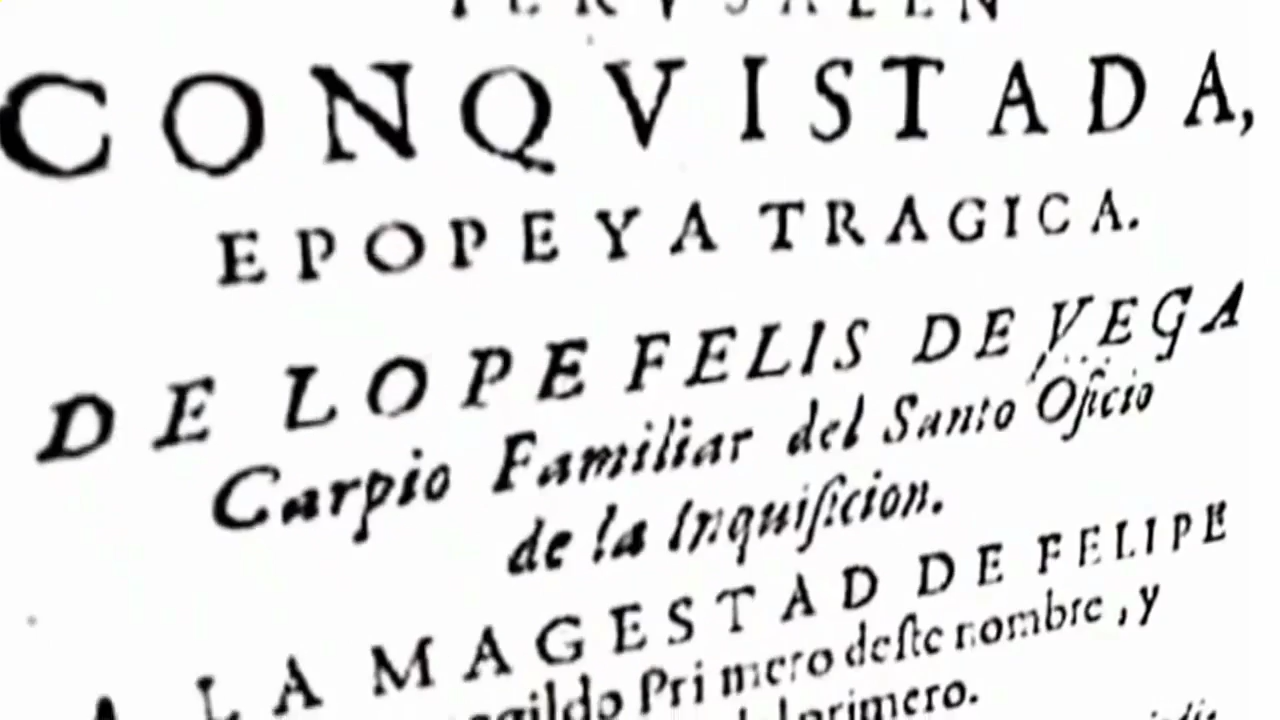 CONQVISTADA,
EPOPEYA TRAGICA.
DE LOPE FELIS DE VEGA
Carpio Familiar del Santo Oficio
de la Inquiſicion.
A LA MAGESTAD DE FELIPE
Primero deſte nombre, y
primero.